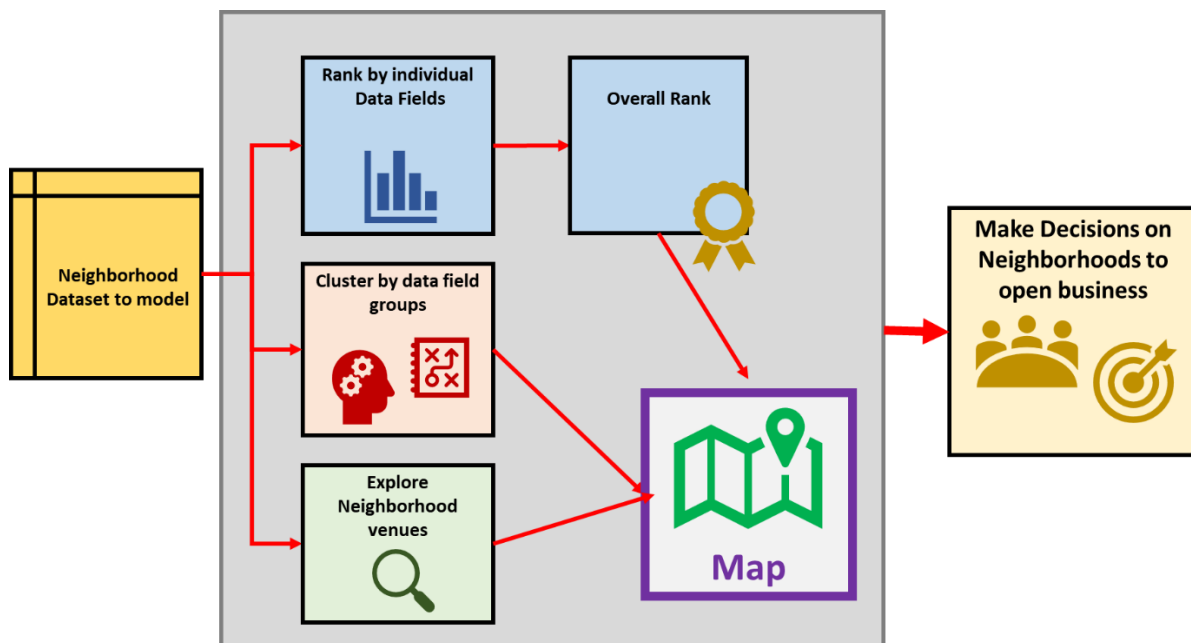 Neighborhood
Dataset to model
Rank by individual
Data Fields
Overall Rank
Cluster by data field
groups
Explore
Neighborhood
venues
Map
Make Decisions on
Neighborhoods to
open business